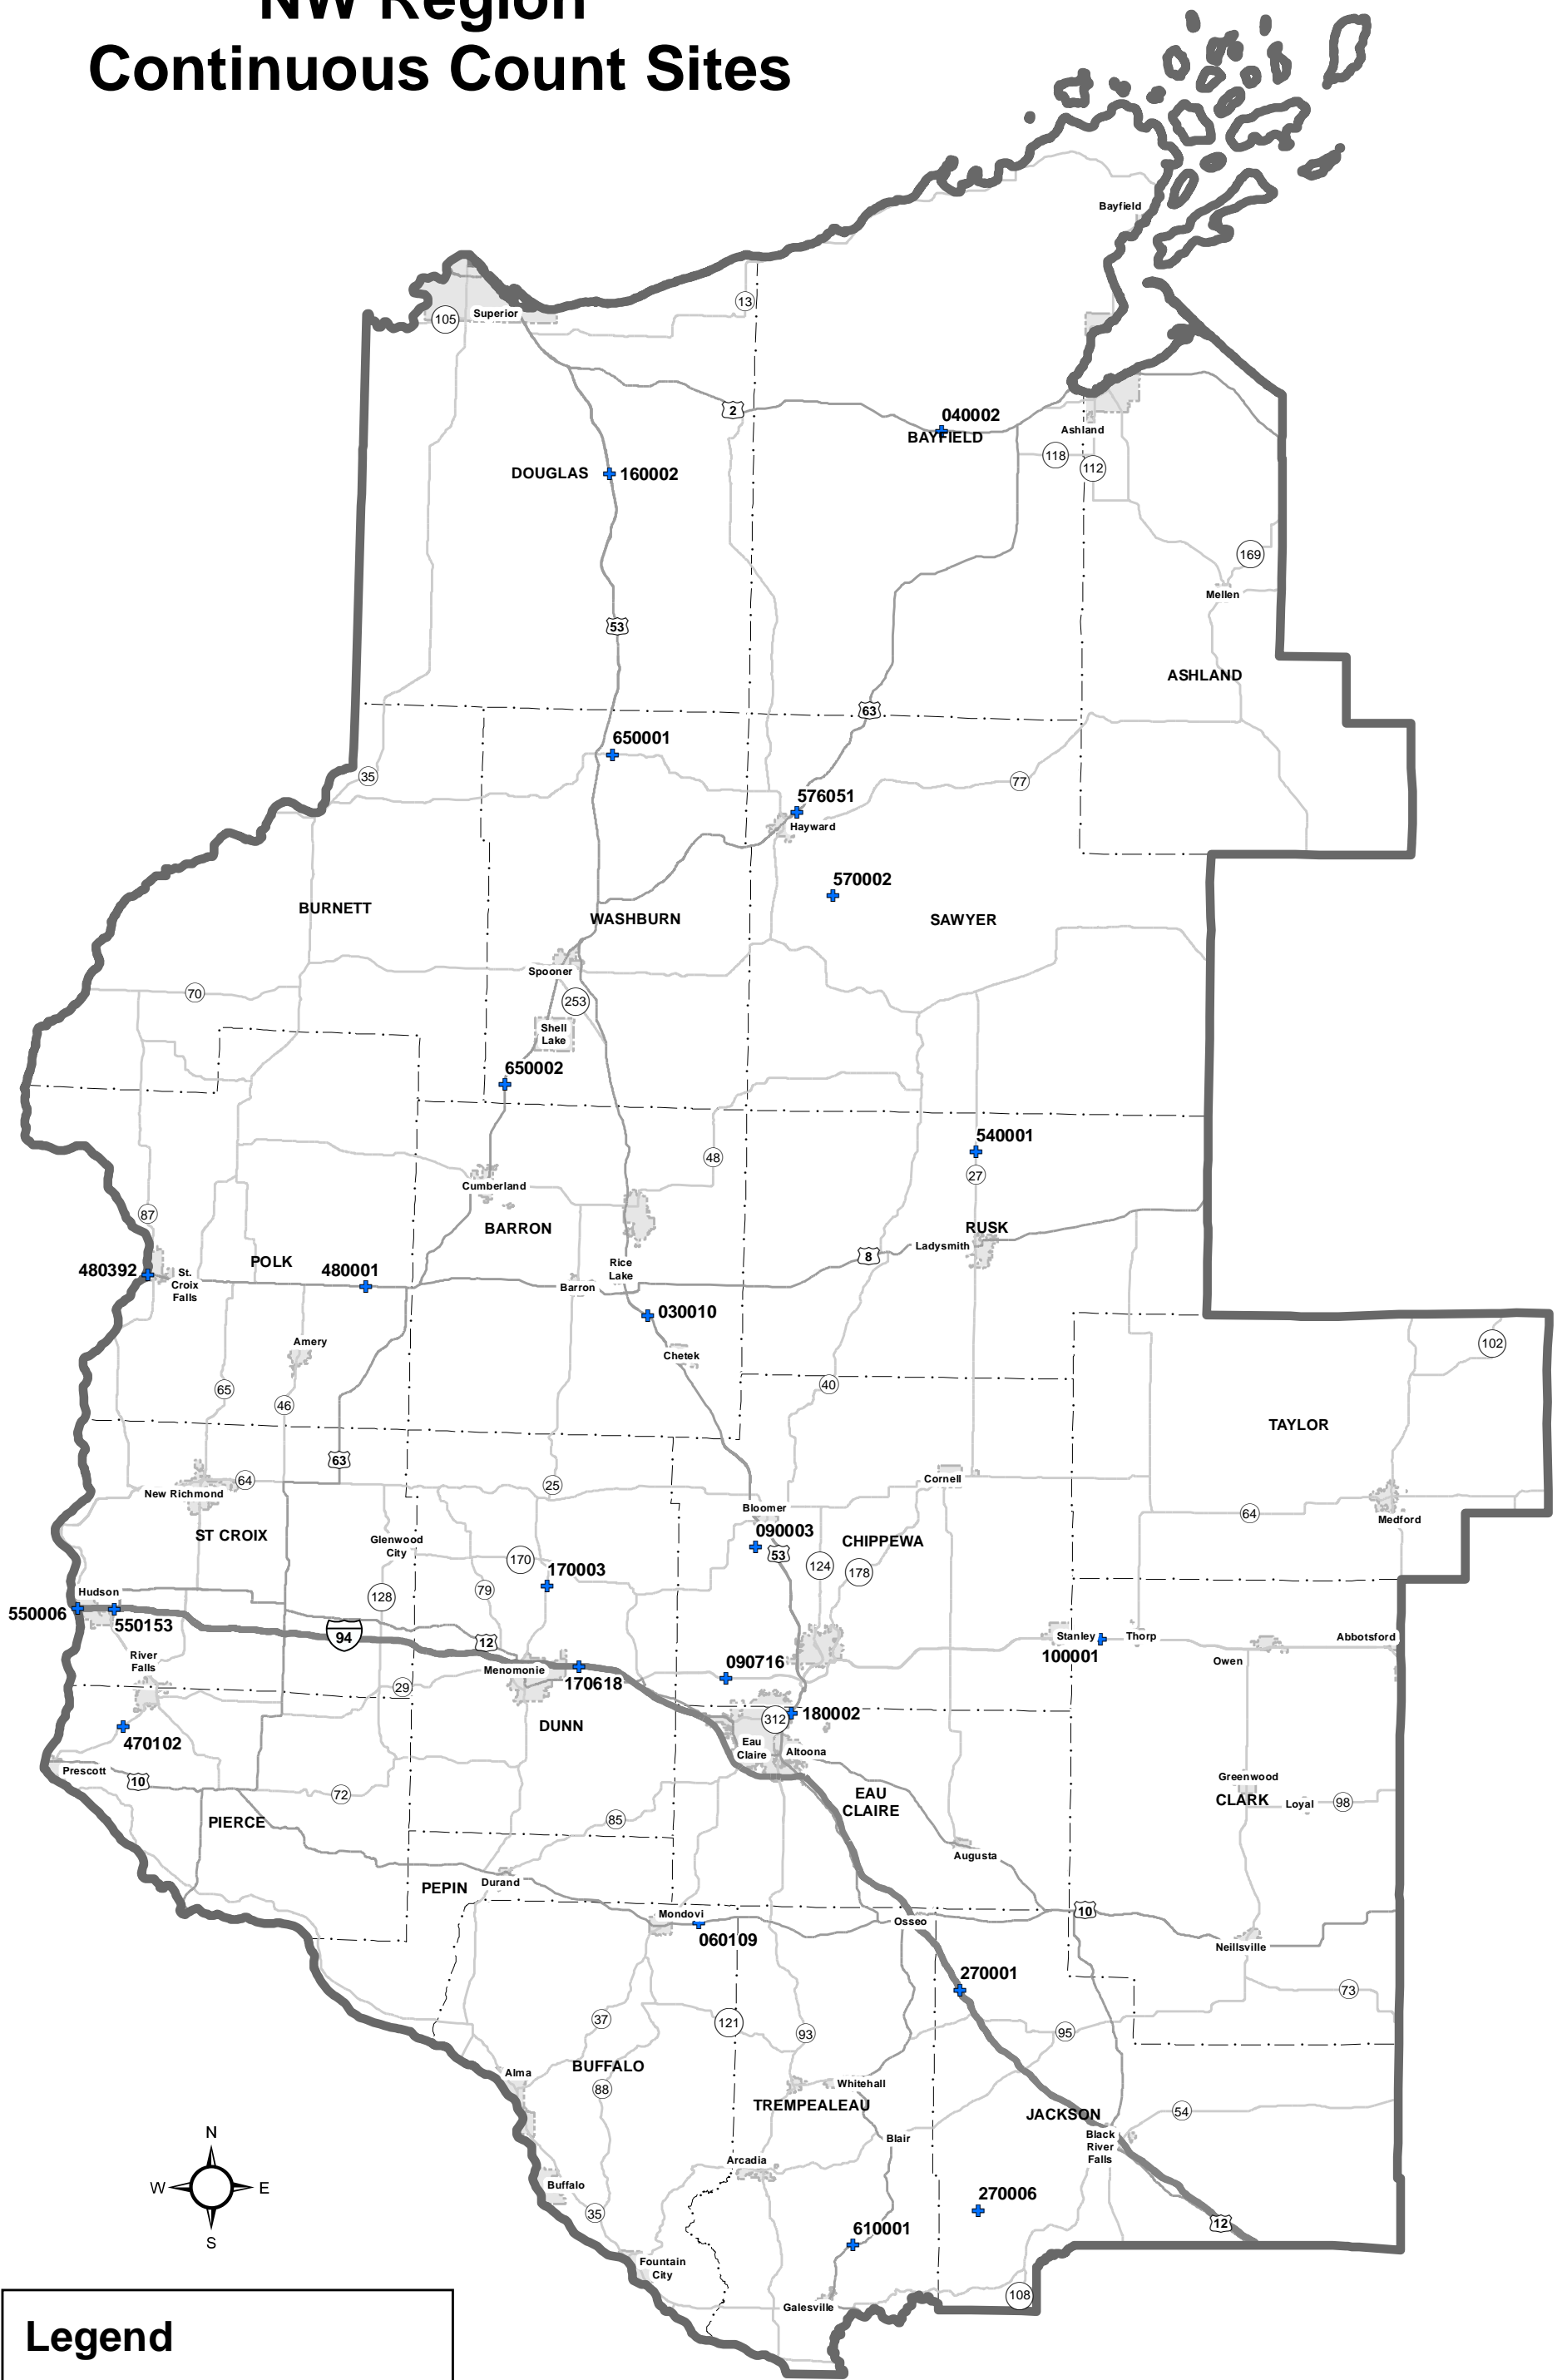 NW Region
Continuous Count Sites
Bayfield
13
105
Superior
2
040002
BAYFIELD
Ashland
118
112
DOUGLAS
160002
169
Mellen
53
ASHLAND
63
650001
35
77
576051
Hayward
570002
BURNETT
WASHBURN
SAWYER
Spooner
70
253
Shell
Lake
650002
540001
48
27
Cumberland
87
BARRON
RUSK
Ladysmith
8
POLK
480392
480001
St.
Croix
Falls
Rice
Lake
Barron
030010
Amery
Chetek
102
65
40
46
TAYLOR
63
64
25
Cornell
New Richmond
Bloomer
64
Medford
ST CROIX
Glenwood
City
090003
CHIPPEWA
53
170
124
178
170003
Hudson
128
79
550006
550153
94
12
Stanley
Thorp
Abbotsford
100001
River
Falls
Owen
Menomonie
090716
170618
29
180002
312
DUNN
470102
Eau
Claire
Altoona
Prescott
10
Greenwood
72
EAU
CLAIRE
CLARK
Loyal
98
PIERCE
85
Augusta
PEPIN
Durand
10
Mondovi
Osseo
060109
Neillsville
270001
73
37
121
93
95
BUFFALO
Alma
88
Whitehall
TREMPEALEAU
54
JACKSON
Black
River
Falls
Blair
N
Arcadia
W
E
Buffalo
270006
35
12
S
610001
Fountain
City
108
Galesville
Legend